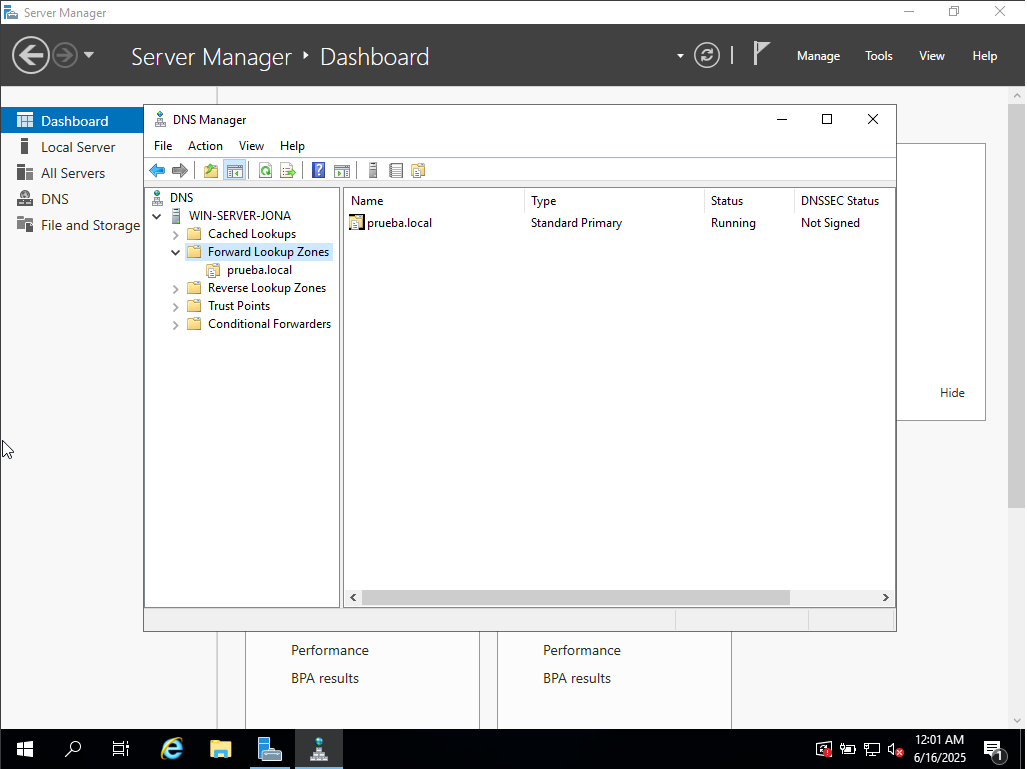 Server Manager
Server Manager ‣ Dashboard
Manage Tools View Help
Dashboard
Local Server
All Servers
DNS
File and Storage
DNS Manager
File Action View Help
DNS
WIN-SERVER-JONA
Cached Lookups
Forward Lookup Zones
prueba.local
Reverse Lookup Zones
Trust Points
Conditional Forwarders
Name Type Status DNSSEC Status
prueba.local Standard Primary Running Not Signed
Hide
Performance Performance
BPA results BPA results
12:01 AM
6/16/2025
1